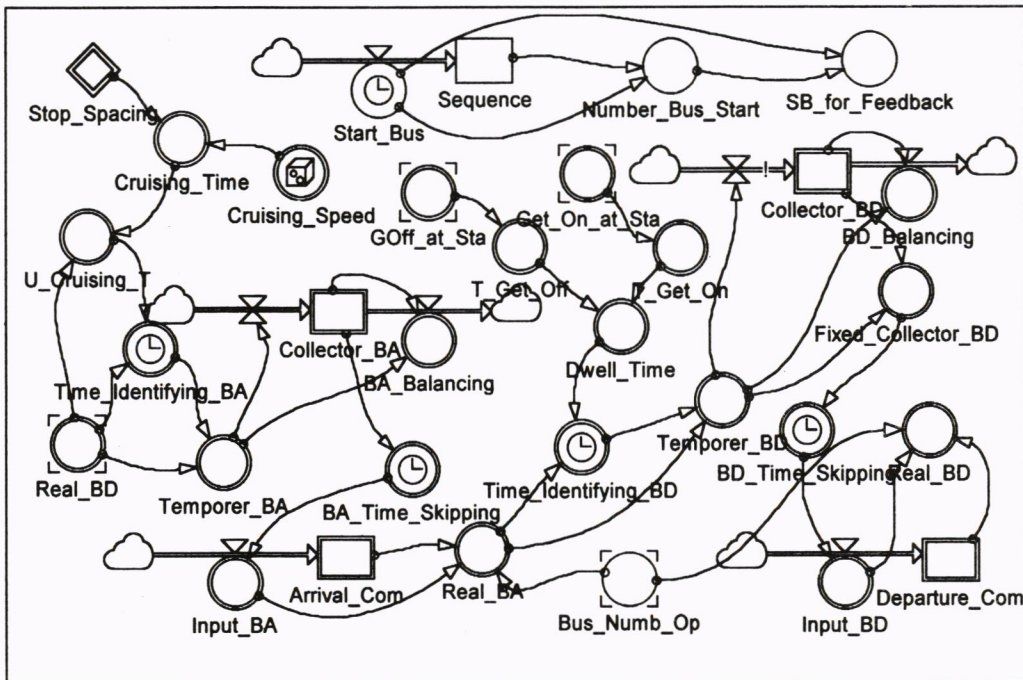 Stop_Spacing
Sequence
Start_Bus
Number_Bus_Start
SB_for_Feedback
Cruising_Time
Cruising_Speed
GOff_at_Sta
Get_On_at_Sta
Collector_BD
BD_Balancing
U_Cruising_T
T_Get_Off
T_Get_On
Collector_BA
Fixed_Collector_BD
Dwell_Time
Time_Identifying_BA
BA_Balancing
Temporer_BD
BD_Time_Skipping
Real_BD
Real_BD
Temporer_BA
BA_Time_Skipping
Time_Identifying_BD
Arrival_Com
Real_BA
Departure_Com
Input_BA
Bus_Numb_Op
Input_BD